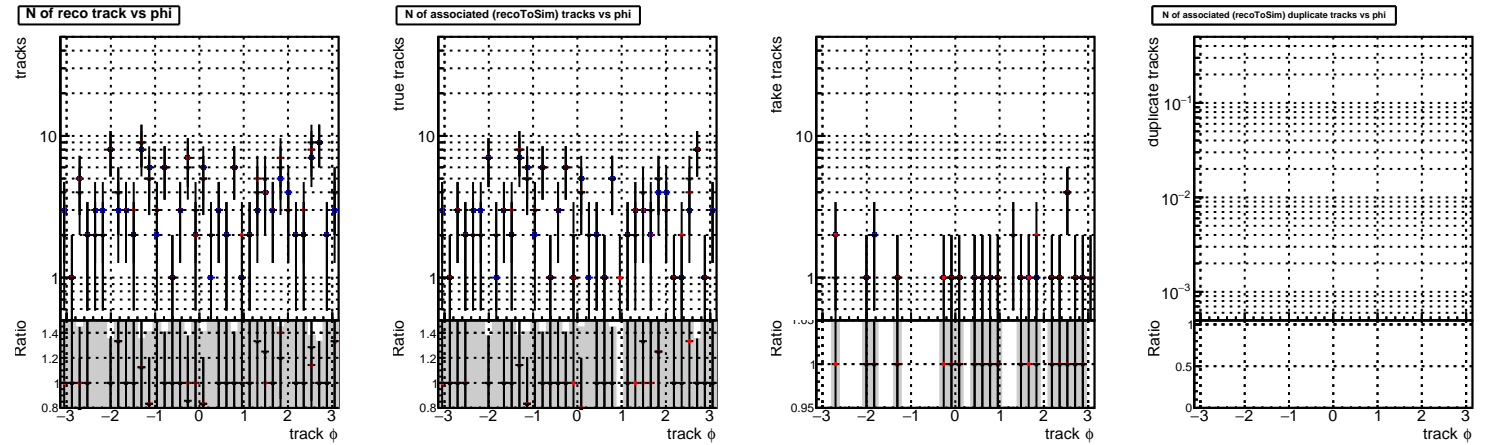 N of reco track vs phi
tracks
10
1
Ratio
1.4
1.2
1
0.8
−3 −2 −1 0 1 2 3
track ϕ
N of associated (recoToSim) tracks vs phi
true tracks
10
1
Ratio
1.4
1.2
1
0.8
−3 −2 −1 0 1 2 3
track ϕ
fake tracks
10
1
Ratio
1.05
1
0.95
−3 −2 −1 0 1 2 3
track ϕ
N of associated (recoToSim) duplicate tracks vs phi
duplicate tracks
10⁻¹
10⁻²
10⁻³
Ratio
1
0.5
0
−3 −2 −1 0 1 2 3
track ϕ